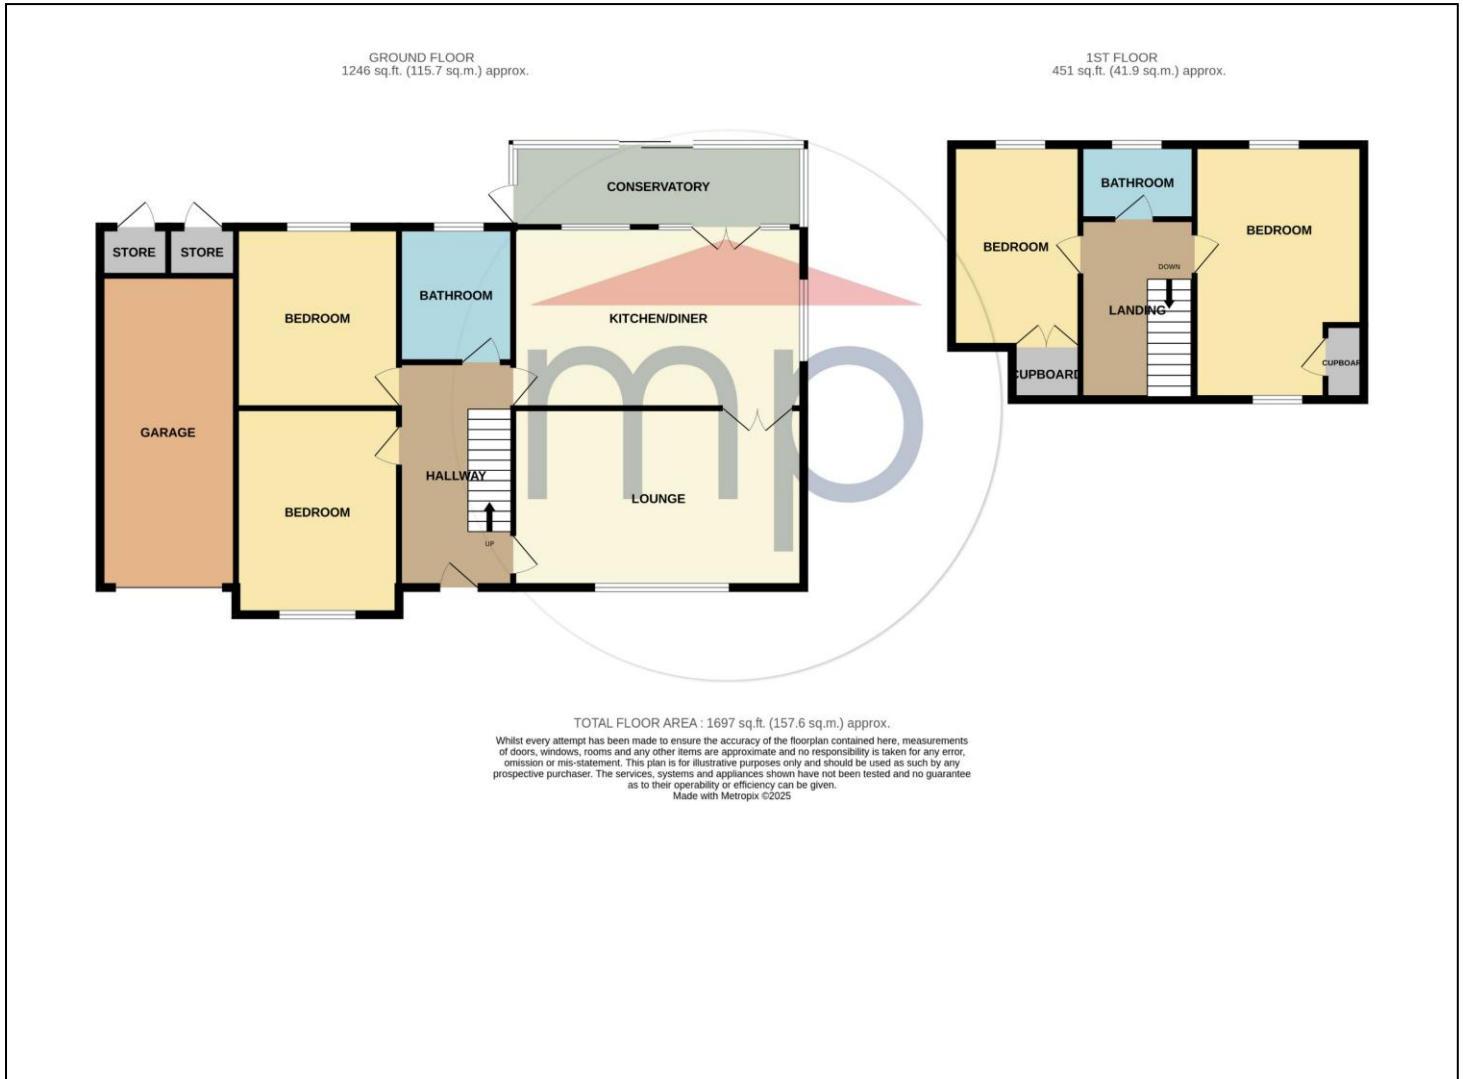 GROUND FLOOR
1246 sq.ft. (115.7 sq.m.) approx.
1ST FLOOR
451 sq.ft. (41.9 sq.m.) approx.
CONSERVATORY
STORE
STORE
BEDROOM
BATHROOM
KITCHEN/DINER
GARAGE
BEDROOM
HALLWAY
UP
LOUNGE
mp
BEDROOM
BATHROOM
BEDROOM
DOWN
LANDING
CUPBOARD
CUPBOAR
TOTAL FLOOR AREA : 1697 sq.ft. (157.6 sq.m.) approx.
Whilst every attempt has been made to ensure the accuracy of the floorplan contained here, measurements
of doors, windows, rooms and any other items are approximate and no responsibility is taken for any error,
omission or mis-statement. This plan is for illustrative purposes only and should be used as such by any
prospective purchaser. The services, systems and appliances shown have not been tested and no guarantee
as to their operability or efficiency can be given.
Made with Metropix ©2025